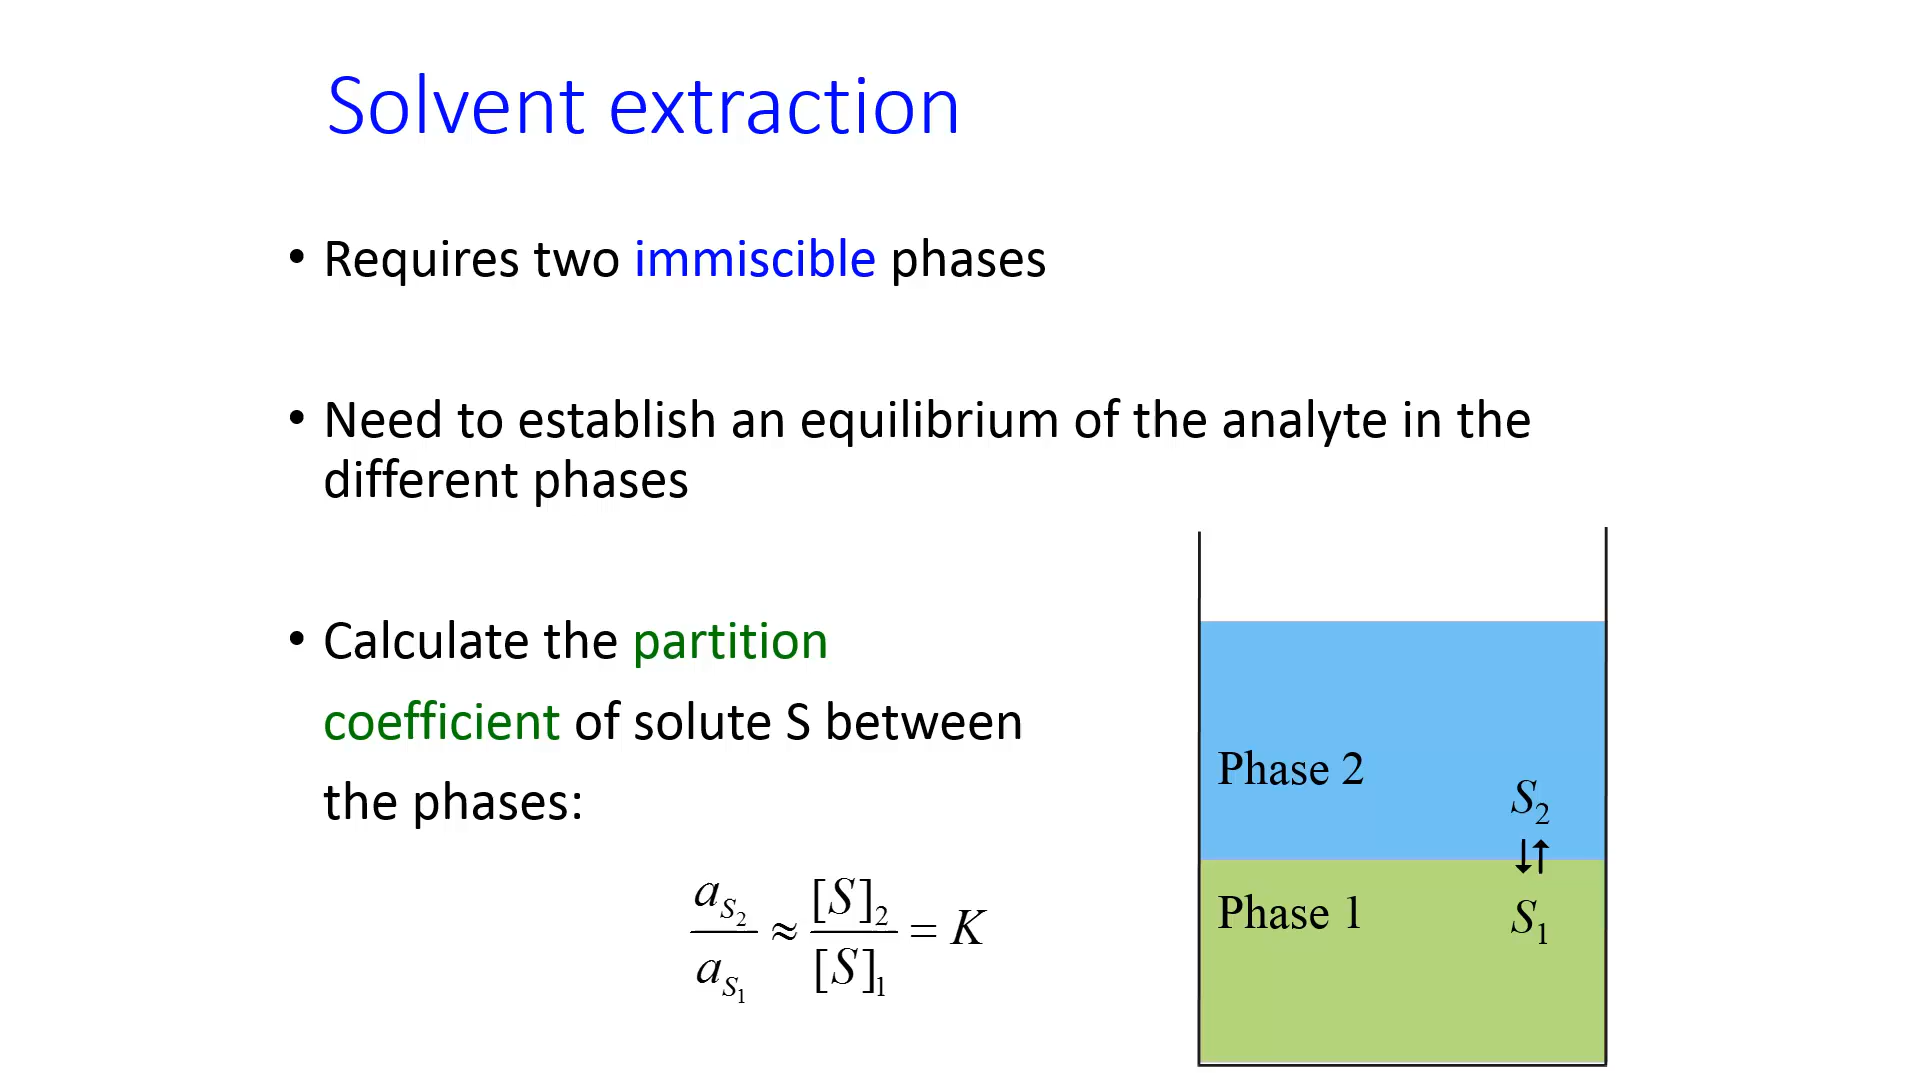 Solvent extraction
• Requires two immiscible phases
• Need to establish an equilibrium of the analyte in the
different phases
• Calculate the partition
coefficient of solute S between
the phases:
a_{S_2} / a_{S_1} ≈ [S]_2 / [S]_1 = K
Phase 2
S_2
Phase 1
S_1